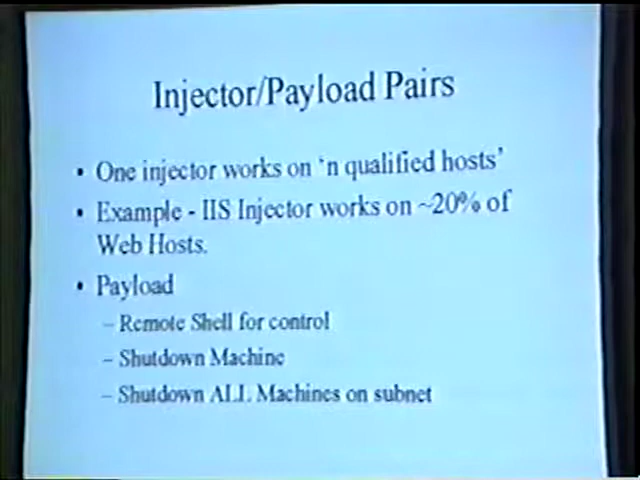 Injector/Payload Pairs
• One injector works on ‘n qualified hosts’
• Example - IIS Injector works on ~20% of
Web Hosts.
• Payload
– Remote Shell for control
– Shutdown Machine
– Shutdown ALL Machines on subnet